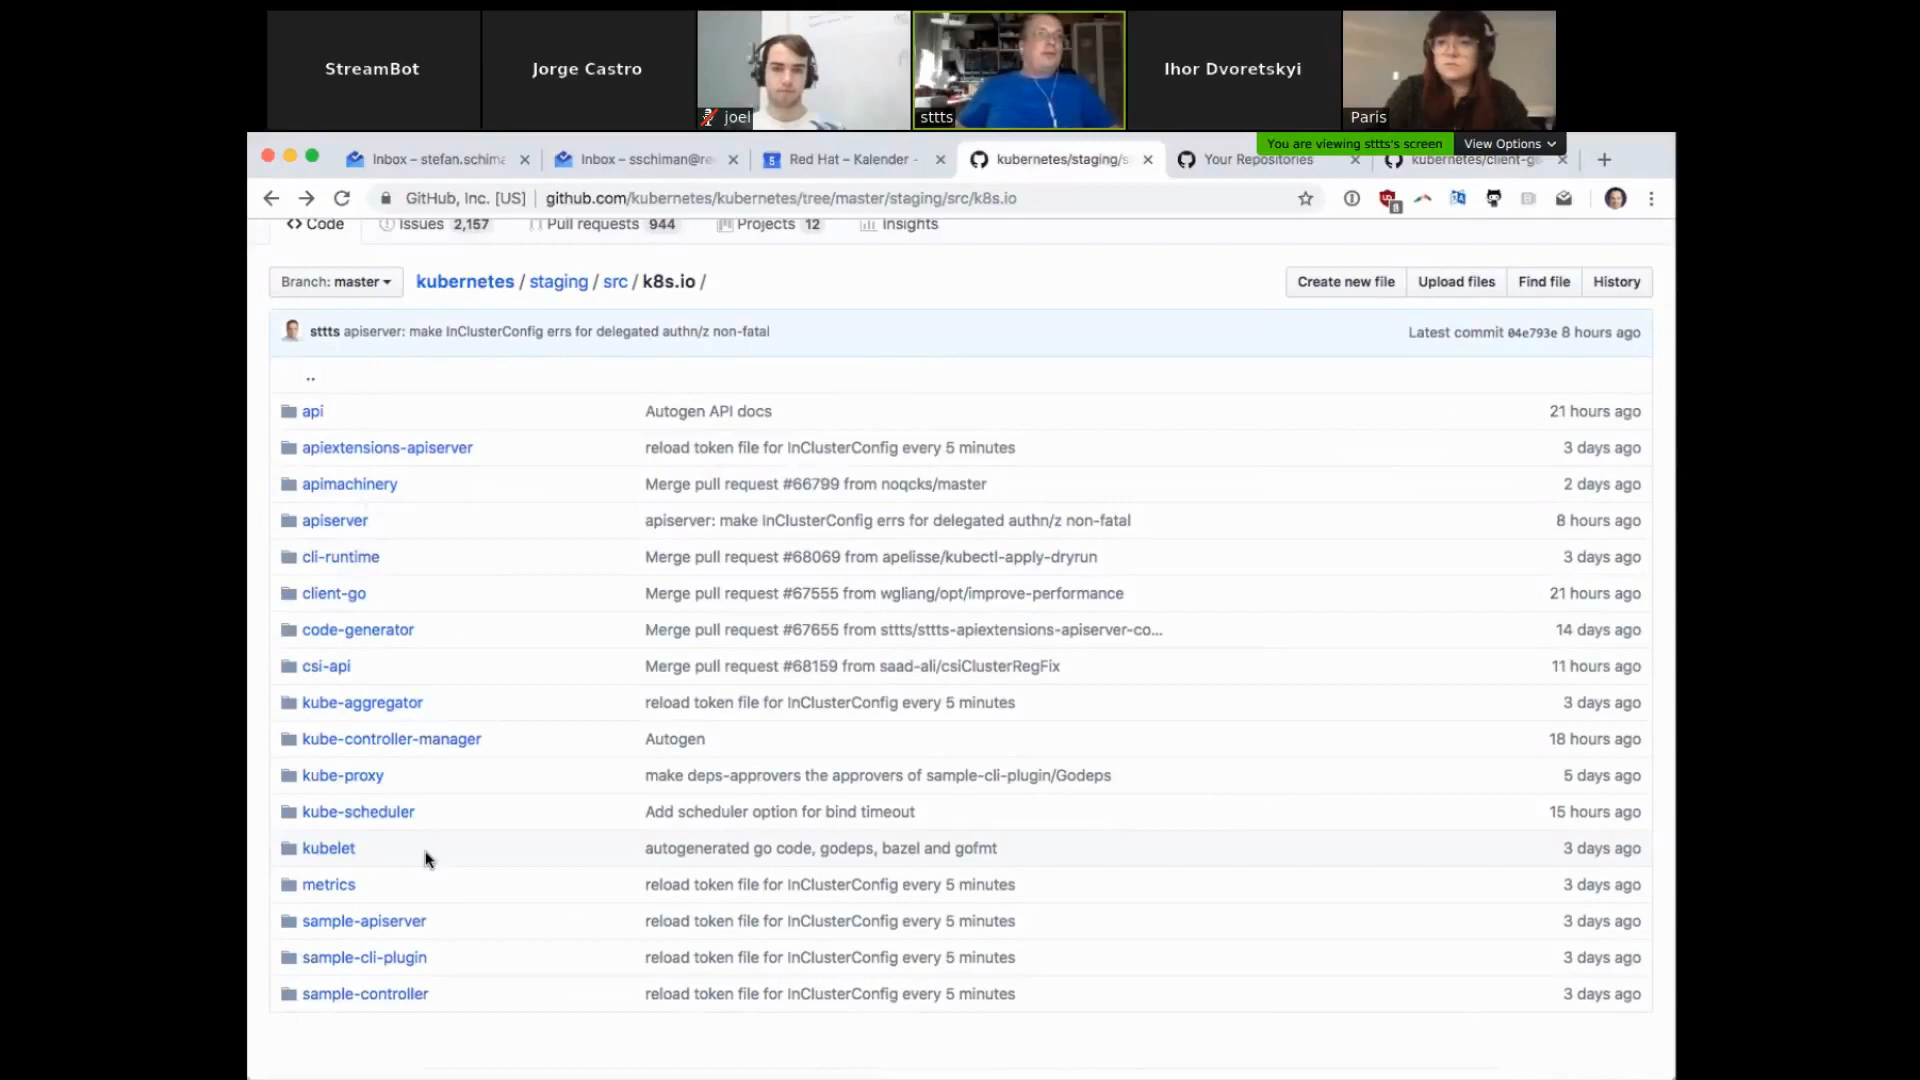 StreamBot
Jorge Castro
joel
sttts
Ihor Dvoretskyi
Paris
You are viewing sttts's screen
View Options
Inbox – stefan.schima
Inbox – sschiman@re
5
Red Hat – Kalender -
kubernetes/staging/s
Your Repositories
kubernetes/client-g
GitHub, Inc. [US]
github.com/kubernetes/kubernetes/tree/master/staging/src/k8s.io
8
Code
Issues 2,157
Pull requests 944
Projects 12
Insights
Branch: master
kubernetes / staging / src / k8s.io /
Create new file
Upload files
Find file
History
sttts apiserver: make InClusterConfig errs for delegated authn/z non-fatal
Latest commit 04e793e 8 hours ago
..
api Autogen API docs 21 hours ago
apiextensions-apiserver reload token file for InClusterConfig every 5 minutes 3 days ago
apimachinery Merge pull request #66799 from noqcks/master 2 days ago
apiserver apiserver: make InClusterConfig errs for delegated authn/z non-fatal 8 hours ago
cli-runtime Merge pull request #68069 from apelisse/kubectl-apply-dryrun 3 days ago
client-go Merge pull request #67555 from wgliang/opt/improve-performance 21 hours ago
code-generator Merge pull request #67655 from sttts/sttts-apiextensions-apiserver-co... 14 days ago
csi-api Merge pull request #68159 from saad-ali/csiClusterRegFix 11 hours ago
kube-aggregator reload token file for InClusterConfig every 5 minutes 3 days ago
kube-controller-manager Autogen 18 hours ago
kube-proxy make deps-approvers the approvers of sample-cli-plugin/Godeps 5 days ago
kube-scheduler Add scheduler option for bind timeout 15 hours ago
kubelet autogenerated go code, godeps, bazel and gofmt 3 days ago
metrics reload token file for InClusterConfig every 5 minutes 3 days ago
sample-apiserver reload token file for InClusterConfig every 5 minutes 3 days ago
sample-cli-plugin reload token file for InClusterConfig every 5 minutes 3 days ago
sample-controller reload token file for InClusterConfig every 5 minutes 3 days ago